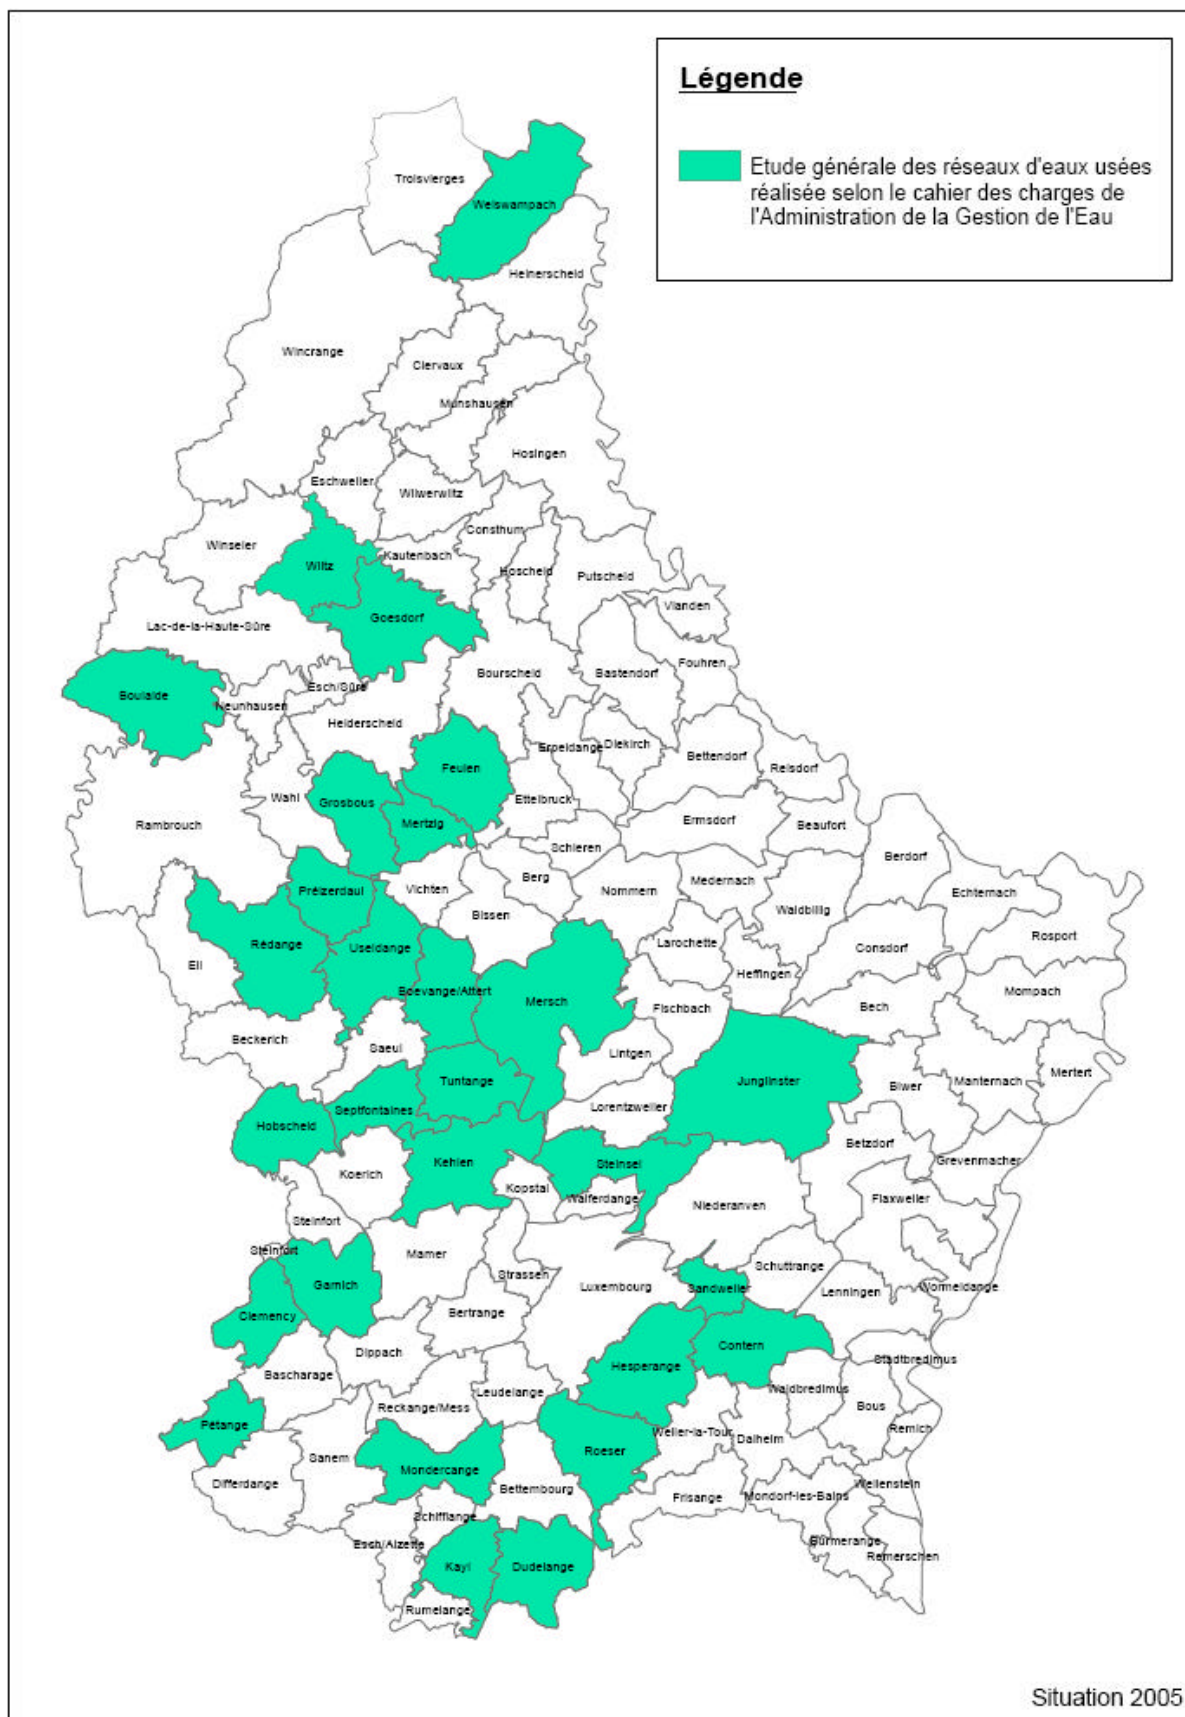 Légende
Etude générale des réseaux d'eaux usées
réalisée selon le cahier des charges de
l'Administration de la Gestion de l'Eau
Troisvierges
Weiswampach
Heinerscheid
Wincrange
Clervaux
Munshausen
Hosingen
Eschweiler
Wilwerwiltz
Consthum
Winseler
Kautenbach
Wiltz
Hoscheid
Putscheid
Vianden
Goesdorf
Lac-de-la-Haute-Sûre
Bourscheid
Bastendorf
Fouhren
Esch/Sûre
Boulaide
Neunhausen
Heiderscheid
Erpeldange
Diekirch
Bettendorf
Reisdorf
Feulen
Wahl
Grosbous
Ettelbruck
Rambrouch
Mertzig
Ermsdorf
Beaufort
Schieren
Berdorf
Préizerdaul
Vichten
Berg
Nommern
Medernach
Waldbillig
Echternach
Bissen
Rédange
Useldange
Larochette
Consdorf
Rosport
Ell
Boevange/Attert
Heffingen
Mersch
Fischbach
Bech
Mompach
Beckerich
Saeul
Lintgen
Tuntange
Junglinster
Biwer
Manternach
Mertert
Septfontaines
Lorentzweiler
Hobscheid
Betzdorf
Kehlen
Steinsel
Grevenmacher
Koerich
Kopstal
Walferdange
Niederanven
Flaxweiler
Steinfort
Steinfort
Mamer
Strassen
Luxembourg
Schuttrange
Garnich
Sandweiler
Lenningen
Wormeldange
Clemency
Bertrange
Dippach
Contern
Hesperange
Stadtbredimus
Bascharage
Leudelange
Waldbredimus
Bous
Reckange/Mess
Pétange
Remich
Weiler-la-Tour
Dalheim
Sanem
Mondercange
Roeser
Differdange
Bettembourg
Frisange
Mondorf-les-Bains
Wellenstein
Schifflange
Esch/Alzette
Burmerange
Remerschen
Kayl
Dudelange
Rumelange
Situation 2005